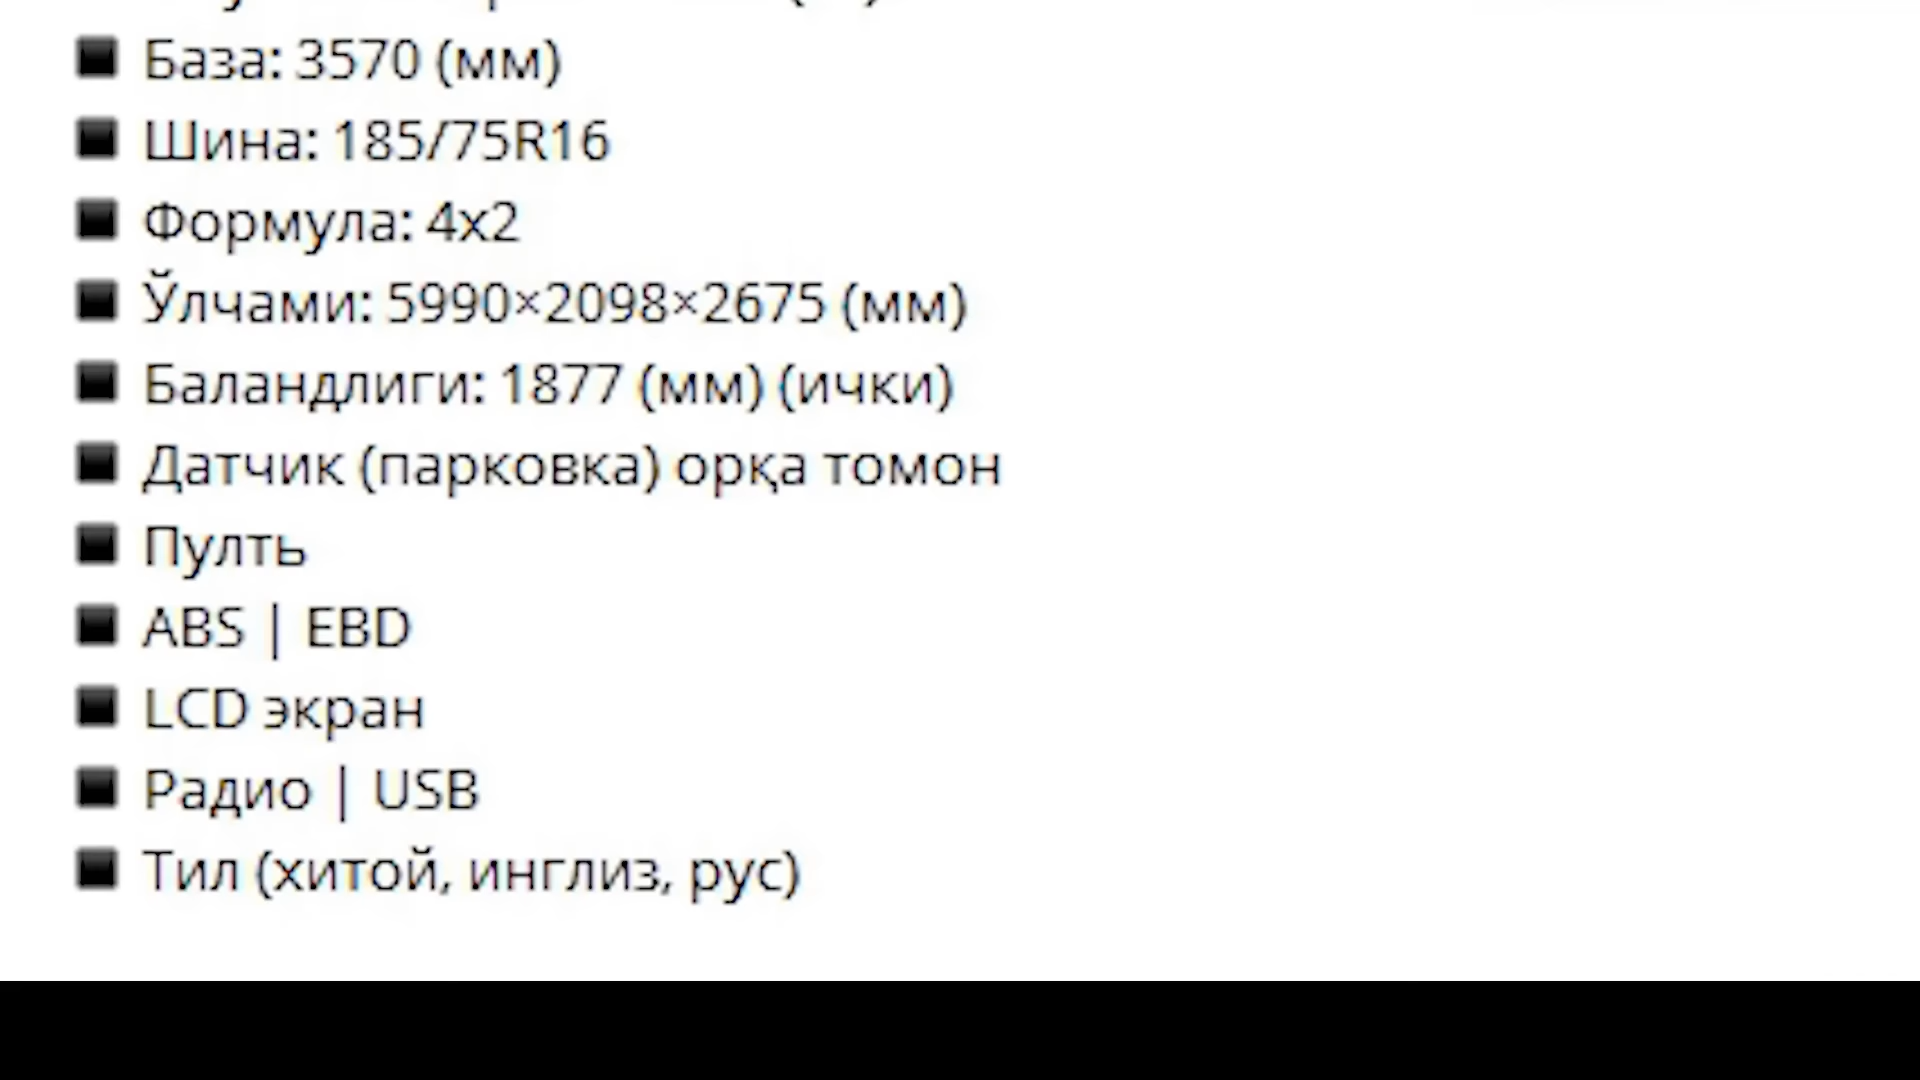 ◾ База: 3570 (мм)
◾ Шина: 185/75R16
◾ Формула: 4x2
◾ Ўлчами: 5990×2098×2675 (мм)
◾ Баландлиги: 1877 (мм) (ички)
◾ Датчик (парковка) орқа томон
◾ Пулть
◾ ABS | EBD
◾ LCD экран
◾ Радио | USB
◾ Тил (хитой, инглиз, рус)